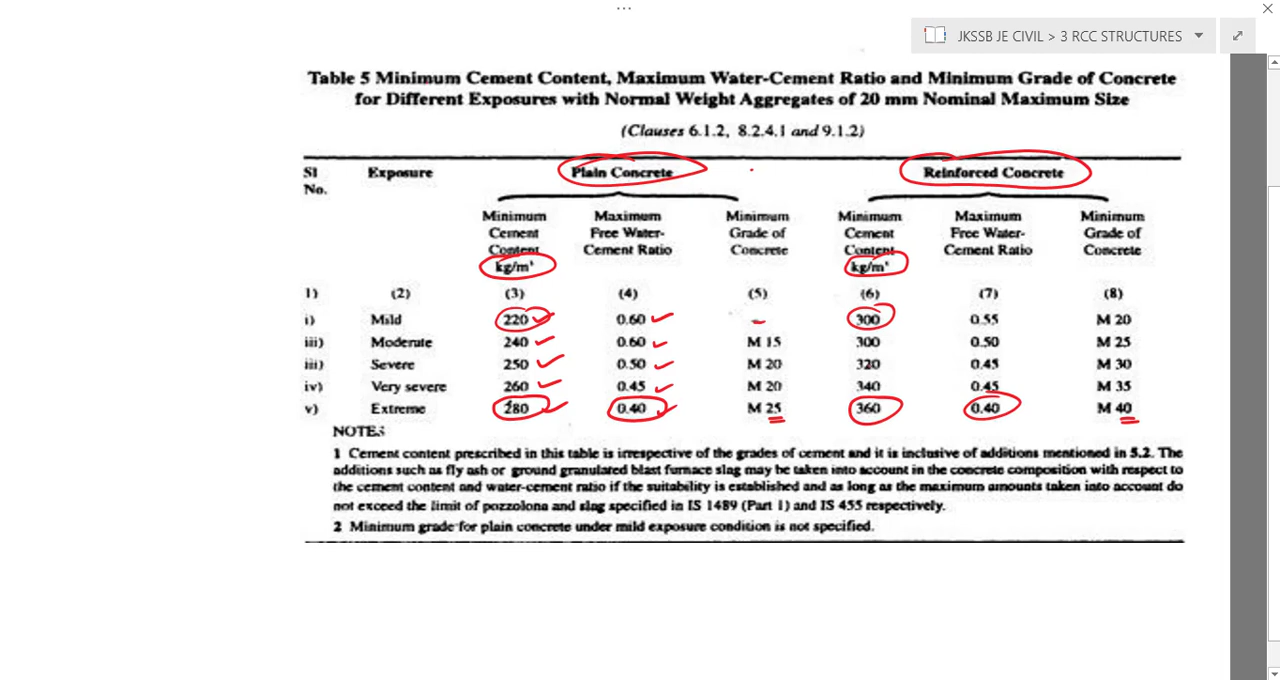 JKSSB JE CIVIL > 3 RCC STRUCTURES
Table 5 Minimum Cement Content, Maximum Water-Cement Ratio and Minimum Grade of Concrete
for Different Exposures with Normal Weight Aggregates of 20 mm Nominal Maximum Size
(Clauses 6.1.2, 8.2.4.1 and 9.1.2)
Sl No. Exposure Plain Concrete Reinforced Concrete
Minimum Maximum Minimum Minimum Maximum Minimum
Cement Free Water- Grade of Cement Free Water- Grade of
Content Cement Ratio Concrete Content Cement Ratio Concrete
kg/m³ kg/m³
1) (2) (3) (4) (5) (6) (7) (8)
i) Mild 220 0.60 – 300 0.55 M 20
iii) Moderate 240 0.60 M 15 300 0.50 M 25
iii) Severe 250 0.50 M 20 320 0.45 M 30
iv) Very severe 260 0.45 M 20 340 0.45 M 35
v) Extreme 280 0.40 M 25 360 0.40 M 40
NOTES
1 Cement content prescribed in this table is irrespective of the grades of cement and it is inclusive of additions mentioned in 5.2. The
additions such as fly ash or ground granulated blast furnace slag may be taken into account in the concrete composition with respect to
the cement content and water-cement ratio if the suitability is established and as long as the maximum amounts taken into account do
not exceed the limit of pozzolona and slag specified in IS 1489 (Part 1) and IS 455 respectively.
2 Minimum grade for plain concrete under mild exposure condition is not specified.